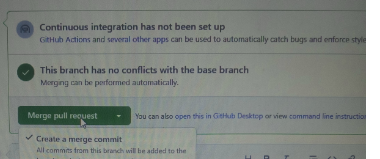 Continuous integration has not been set up
GitHub Actions and several other apps can be used to automatically catch bugs and enforce style
This branch has no conflicts with the base branch
Merging can be performed automatically.
Merge pull request
You can also open this in GitHub Desktop or view command line instruction
Create a merge commit
All commits from this branch will be added to the